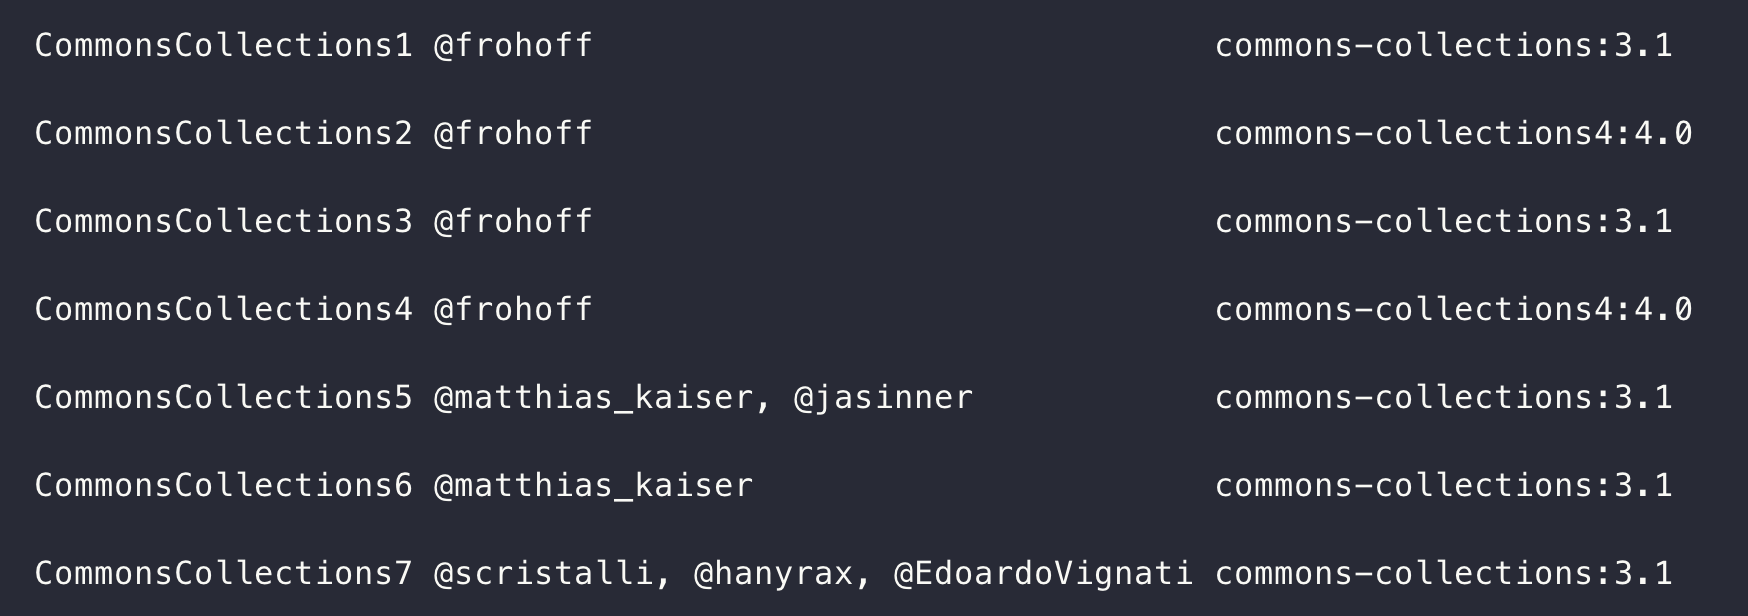 CommonsCollections1 @frohoff commons-collections:3.1
CommonsCollections2 @frohoff commons-collections4:4.0
CommonsCollections3 @frohoff commons-collections:3.1
CommonsCollections4 @frohoff commons-collections4:4.0
CommonsCollections5 @matthias_kaiser, @jasinner commons-collections:3.1
CommonsCollections6 @matthias_kaiser commons-collections:3.1
CommonsCollections7 @scristalli, @hanyrax, @EdoardoVignati commons-collections:3.1